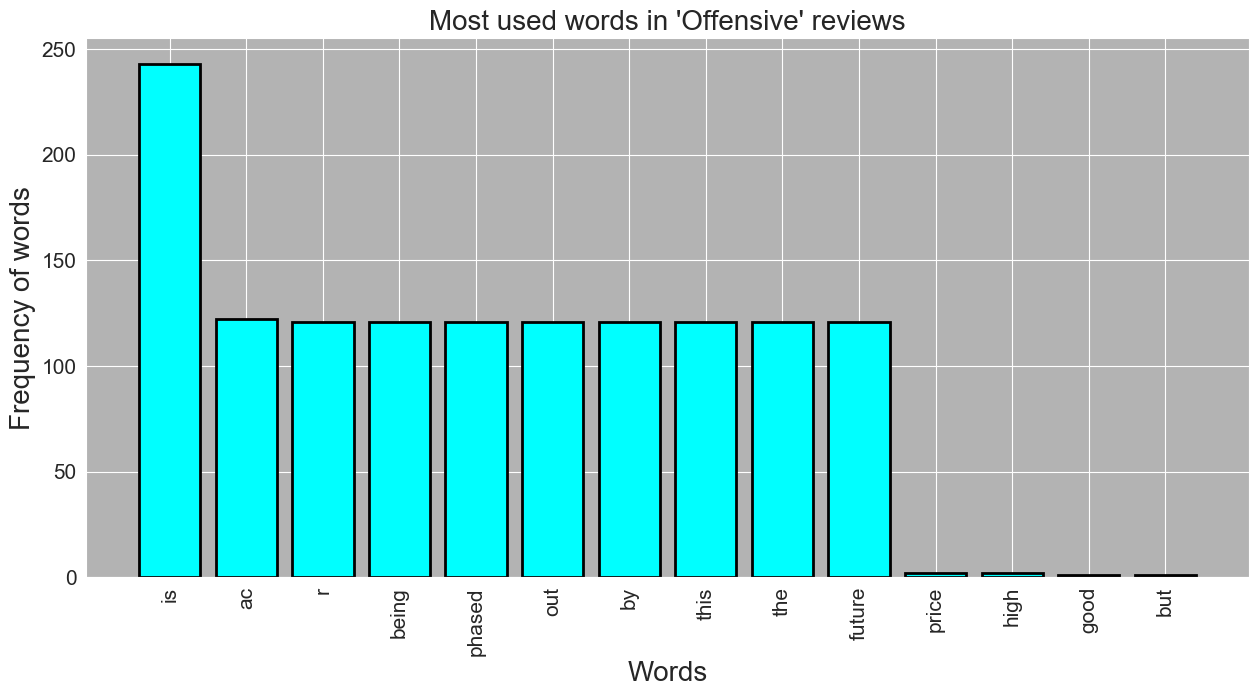 Most used words in 'Offensive' reviews
Frequency of words
250
200
150
100
50
0
is
ac
r
being
phased
out
by
this
the
future
price
high
good
but
Words